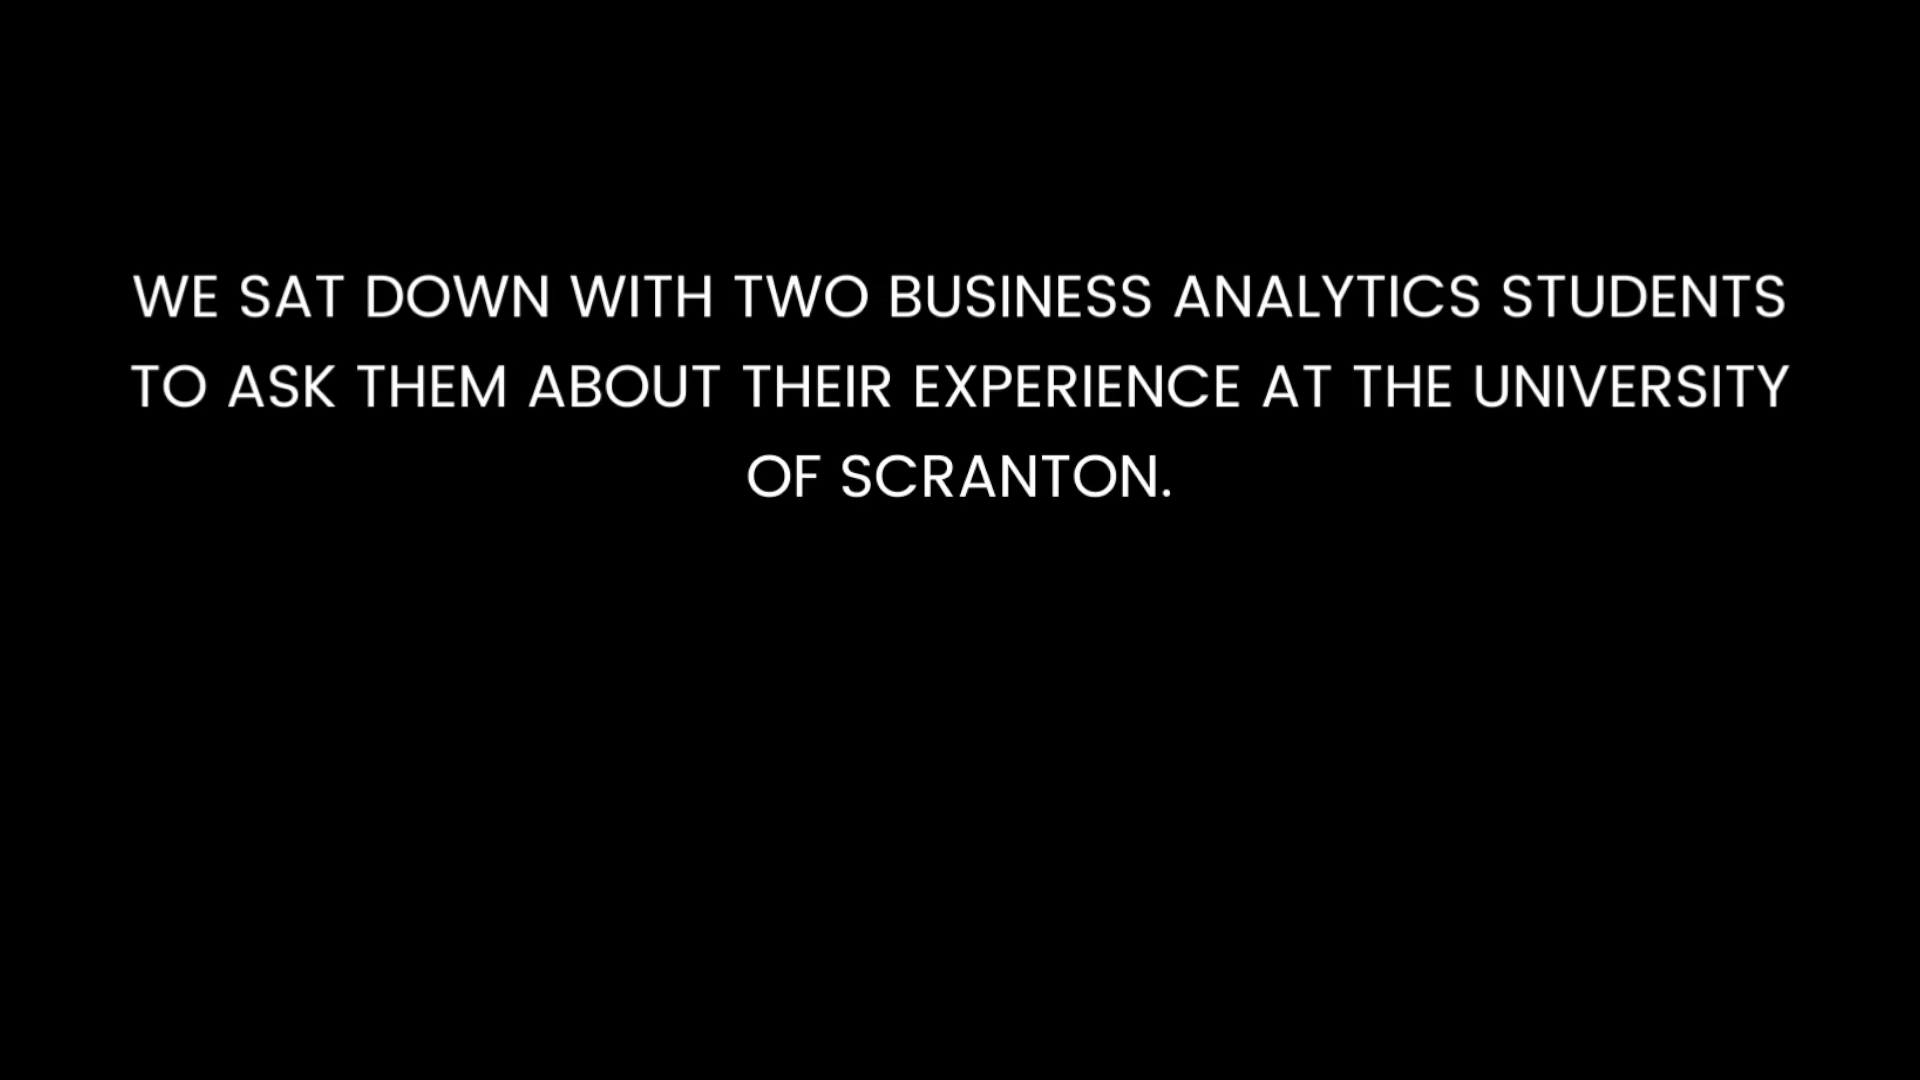 WE SAT DOWN WITH TWO BUSINESS ANALYTICS STUDENTS
TO ASK THEM ABOUT THEIR EXPERIENCE AT THE UNIVERSITY
OF SCRANTON.